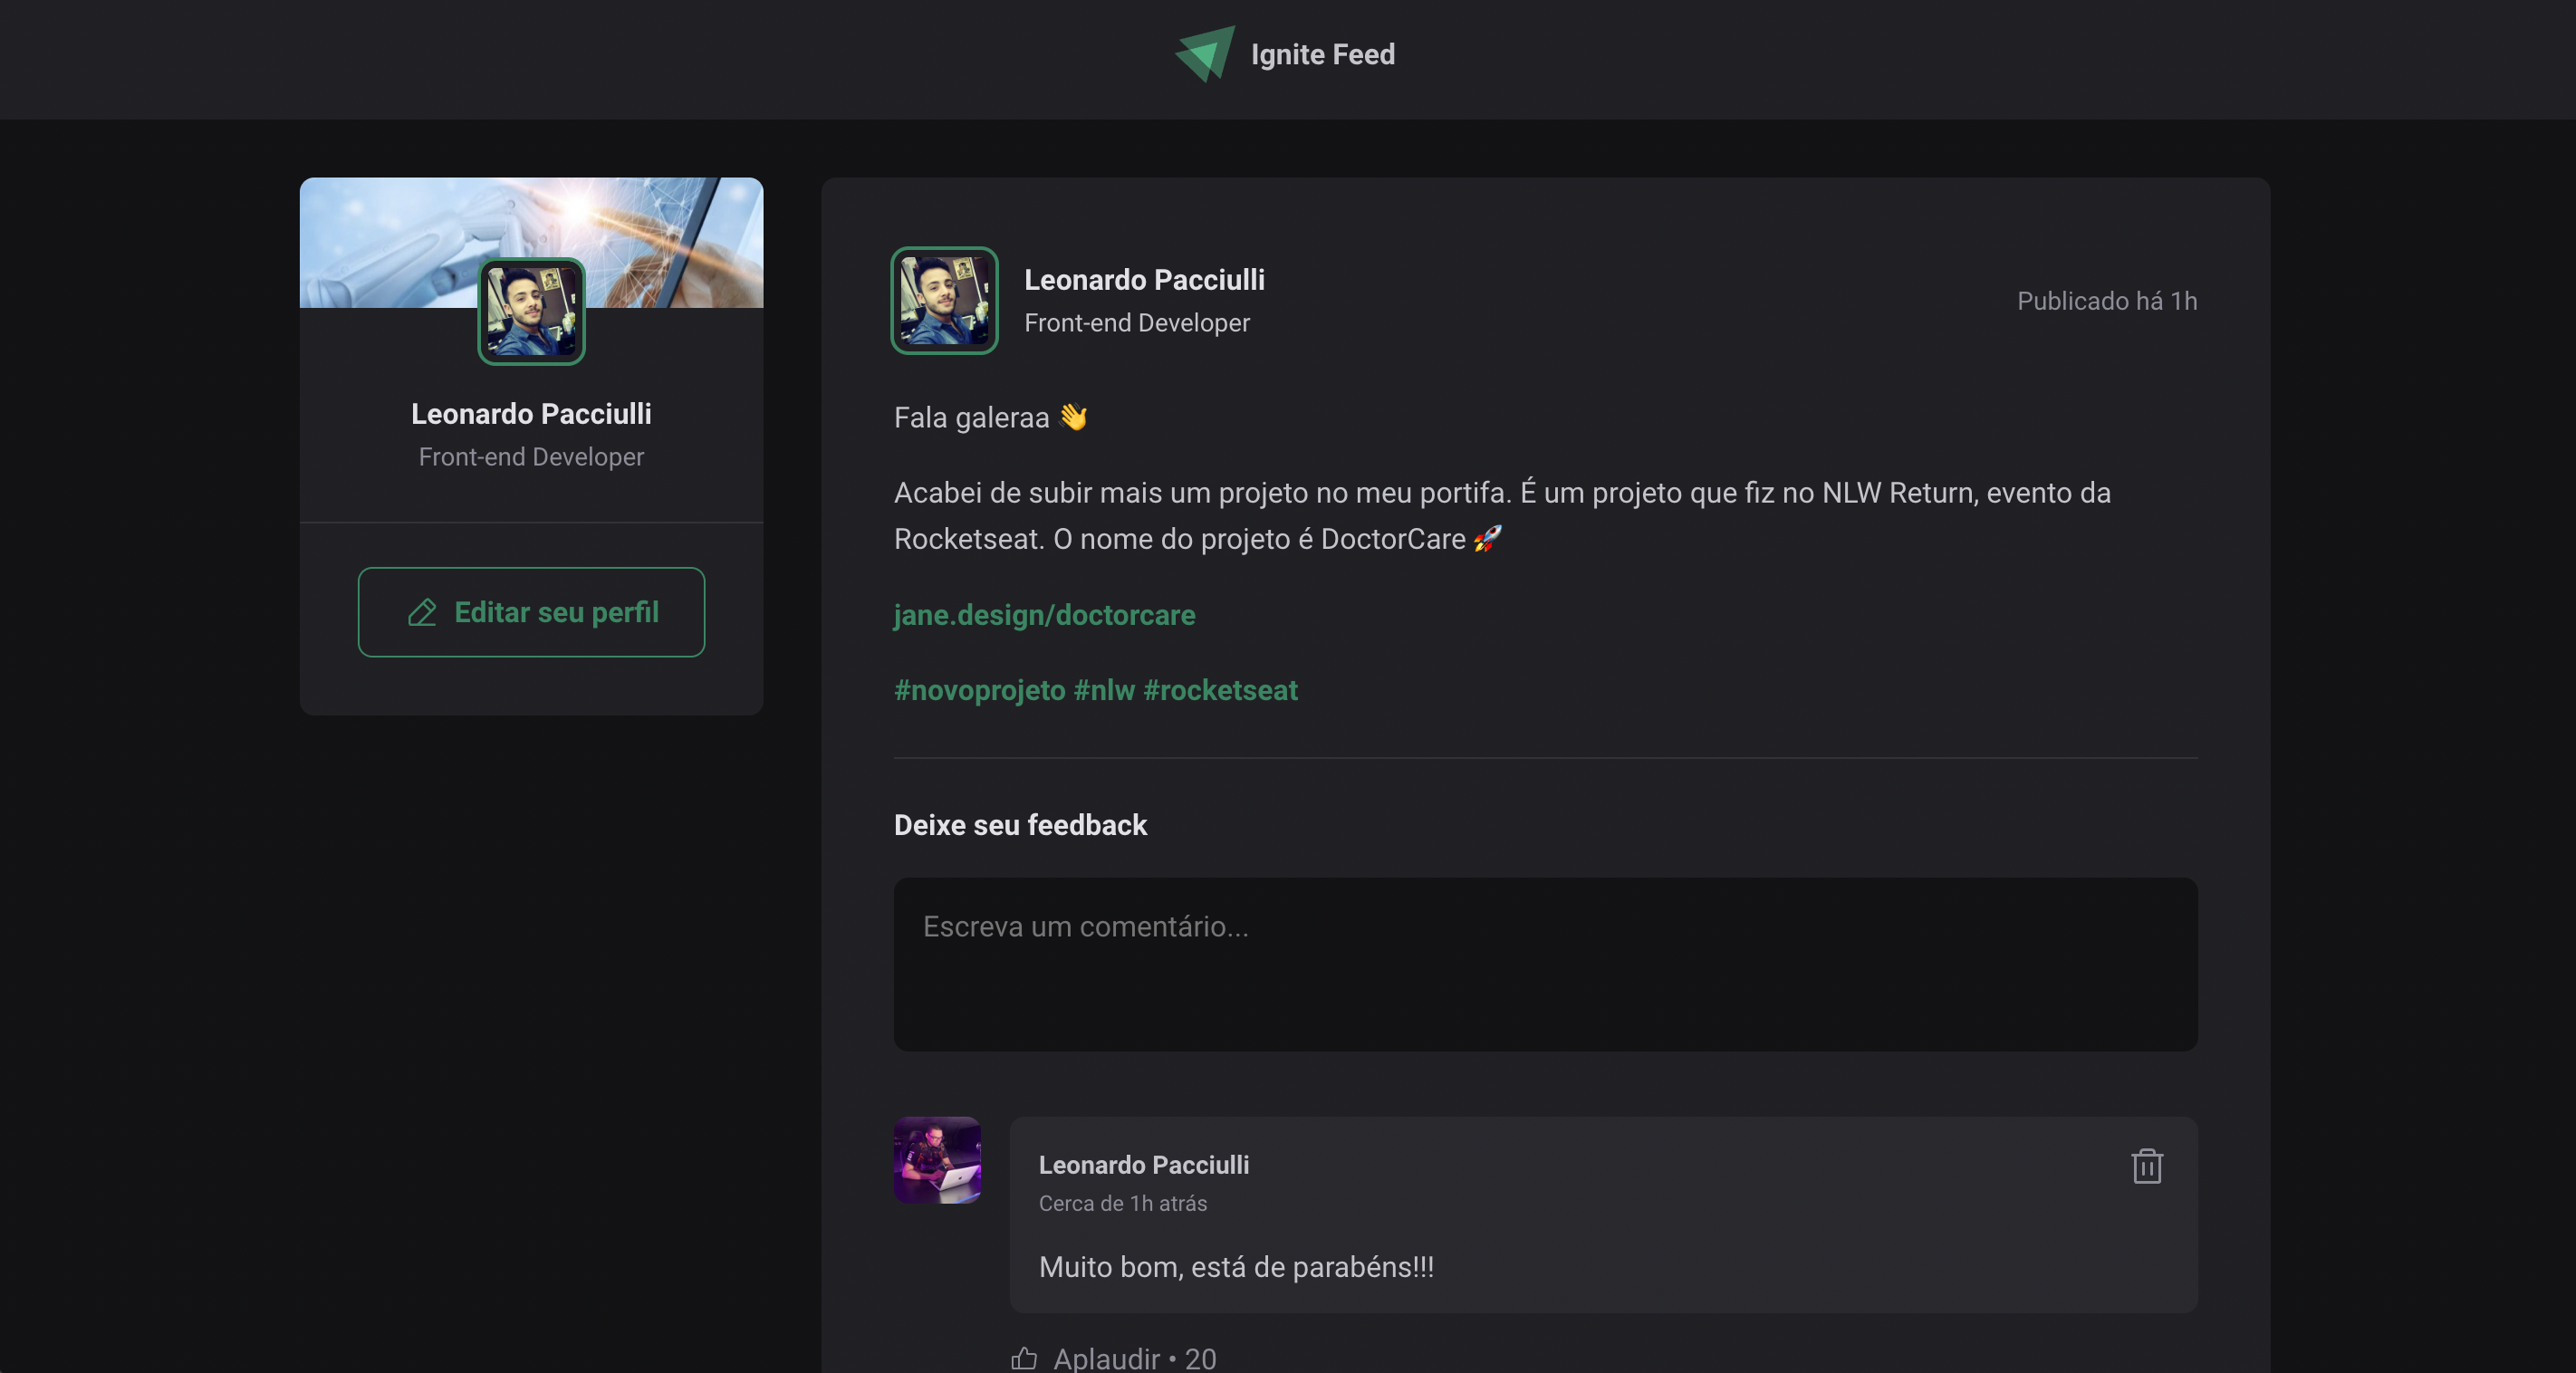 Ignite Feed
Leonardo Pacciulli
Front-end Developer
Editar seu perfil
Leonardo Pacciulli
Front-end Developer
Publicado há 1h
Fala galeraa 👋
Acabei de subir mais um projeto no meu portifa. É um projeto que fiz no NLW Return, evento da
Rocketseat. O nome do projeto é DoctorCare 🚀
jane.design/doctorcare
#novoprojeto #nlw #rocketseat
Deixe seu feedback
Escreva um comentário...
Leonardo Pacciulli
Cerca de 1h atrás
Muito bom, está de parabéns!!!
Aplaudir • 20